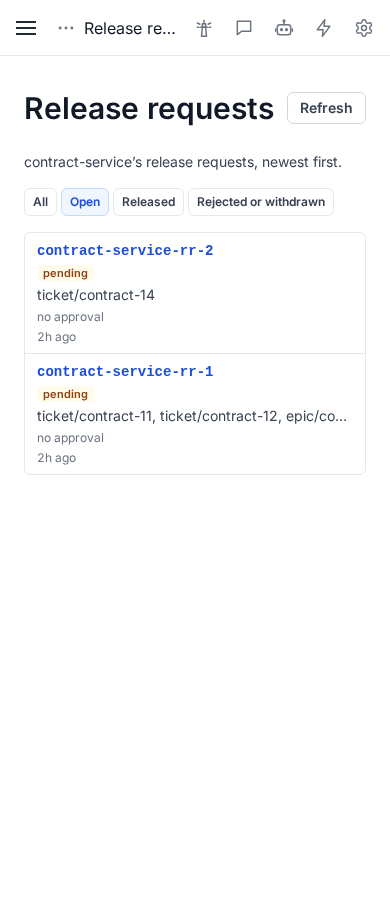 Release re...
Release requests
Refresh
contract-service’s release requests, newest first.
All Open Released Rejected or withdrawn
contract-service-rr-2
pending
ticket/contract-14
no approval
2h ago
contract-service-rr-1
pending
ticket/contract-11, ticket/contract-12, epic/co...
no approval
2h ago